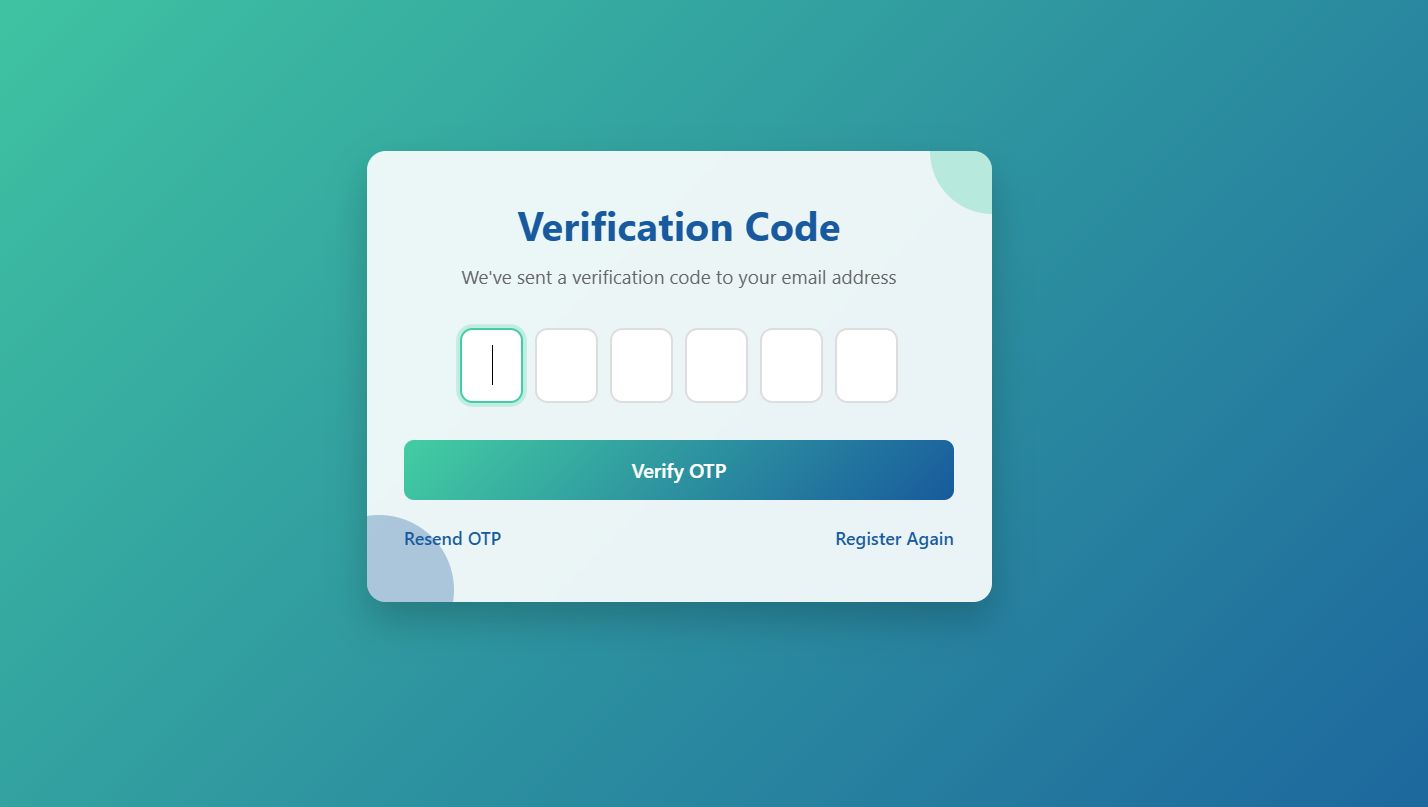 Verification Code
We've sent a verification code to your email address
Verify OTP
Resend OTP
Register Again